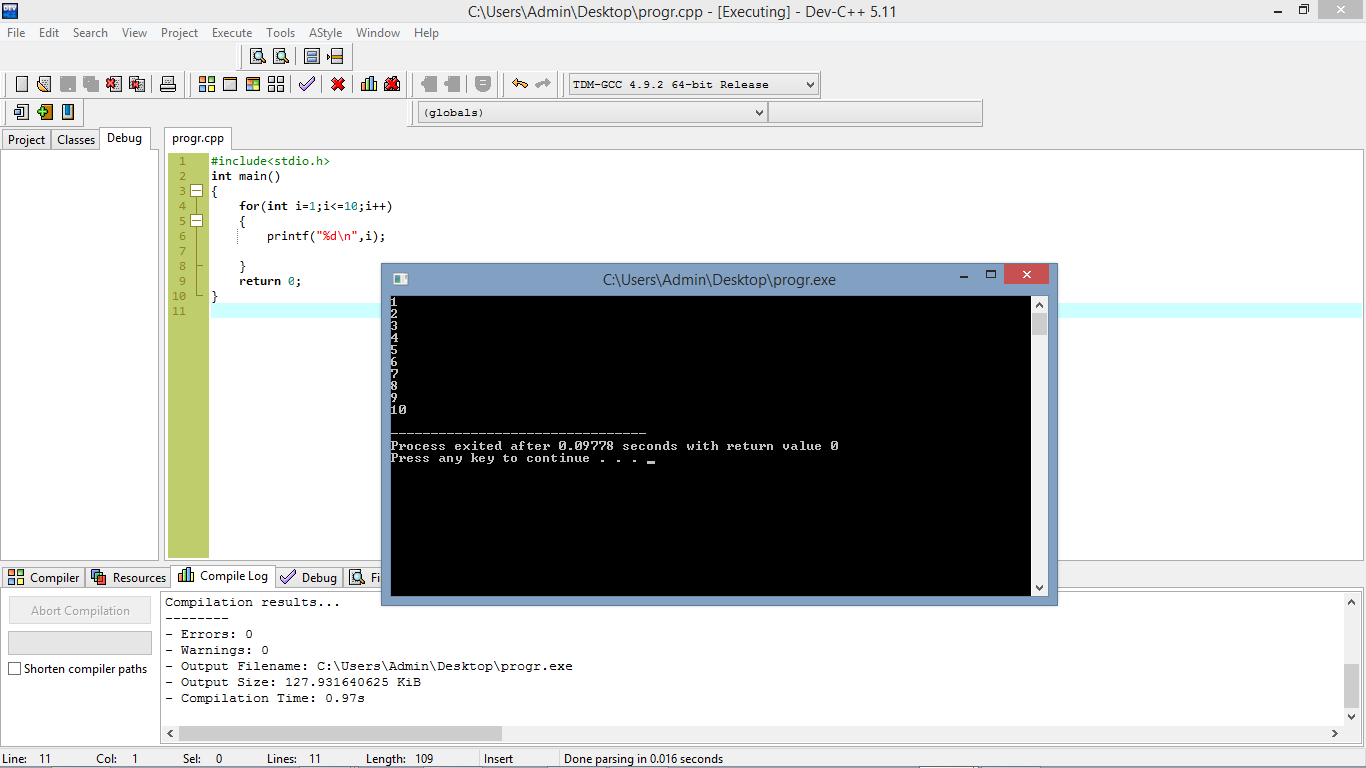 C:\Users\Admin\Desktop\progr.cpp - [Executing] - Dev-C++ 5.11
File Edit Search View Project Execute Tools AStyle Window Help
TDM-GCC 4.9.2 64-bit Release
(globals)
Project Classes Debug
progr.cpp
1 #include<stdio.h>
2 int main()
3 {
4 for(int i=1;i<=10;i++)
5 {
6 printf("%d\n",i);
7
8 }
9 return 0;
10 }
11
C:\Users\Admin\Desktop\progr.exe
1
2
3
4
5
6
7
8
9
10
--------------------------------
Process exited after 0.09778 seconds with return value 0
Press any key to continue . . . _
Compiler Resources Compile Log Debug Fi
Abort Compilation
Shorten compiler paths
Compilation results...
--------
- Errors: 0
- Warnings: 0
- Output Filename: C:\Users\Admin\Desktop\progr.exe
- Output Size: 127.931640625 KiB
- Compilation Time: 0.97s
Line: 11 Col: 1 Sel: 0 Lines: 11 Length: 109 Insert Done parsing in 0.016 seconds